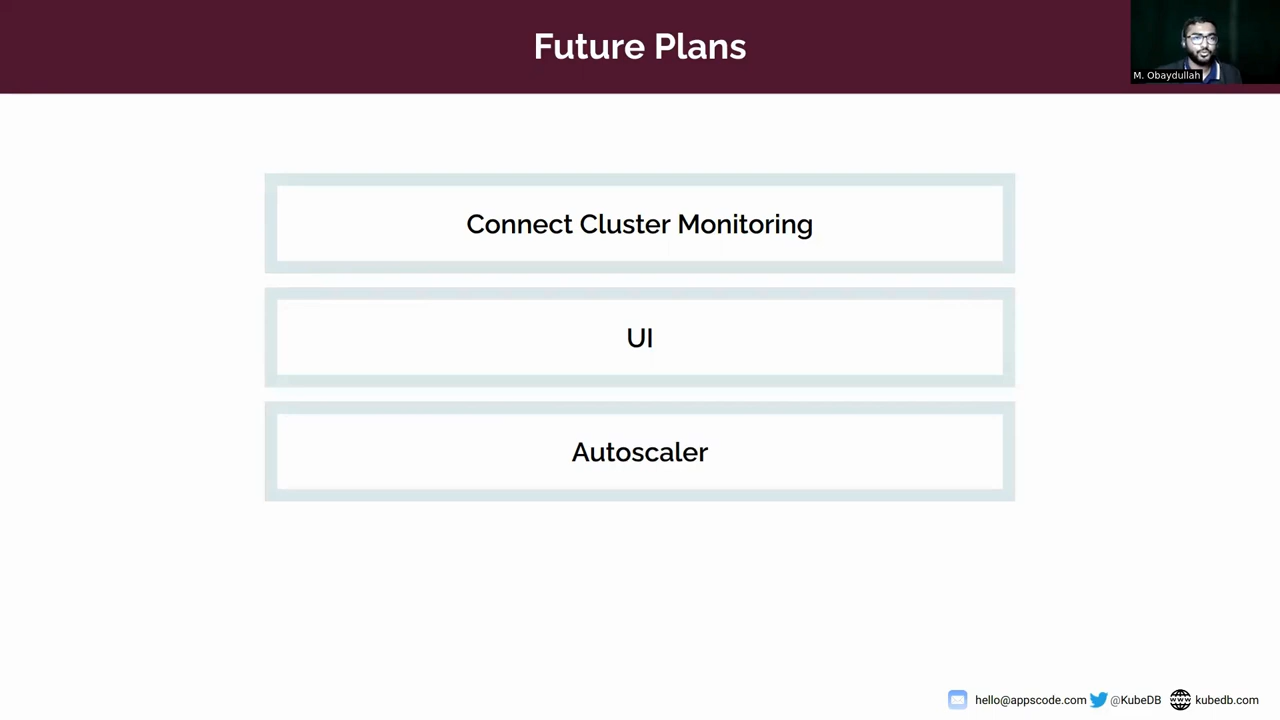 Future Plans
M. Obaydullah
Connect Cluster Monitoring
UI
Autoscaler
hello@appscode.com @KubeDB kubedb.com